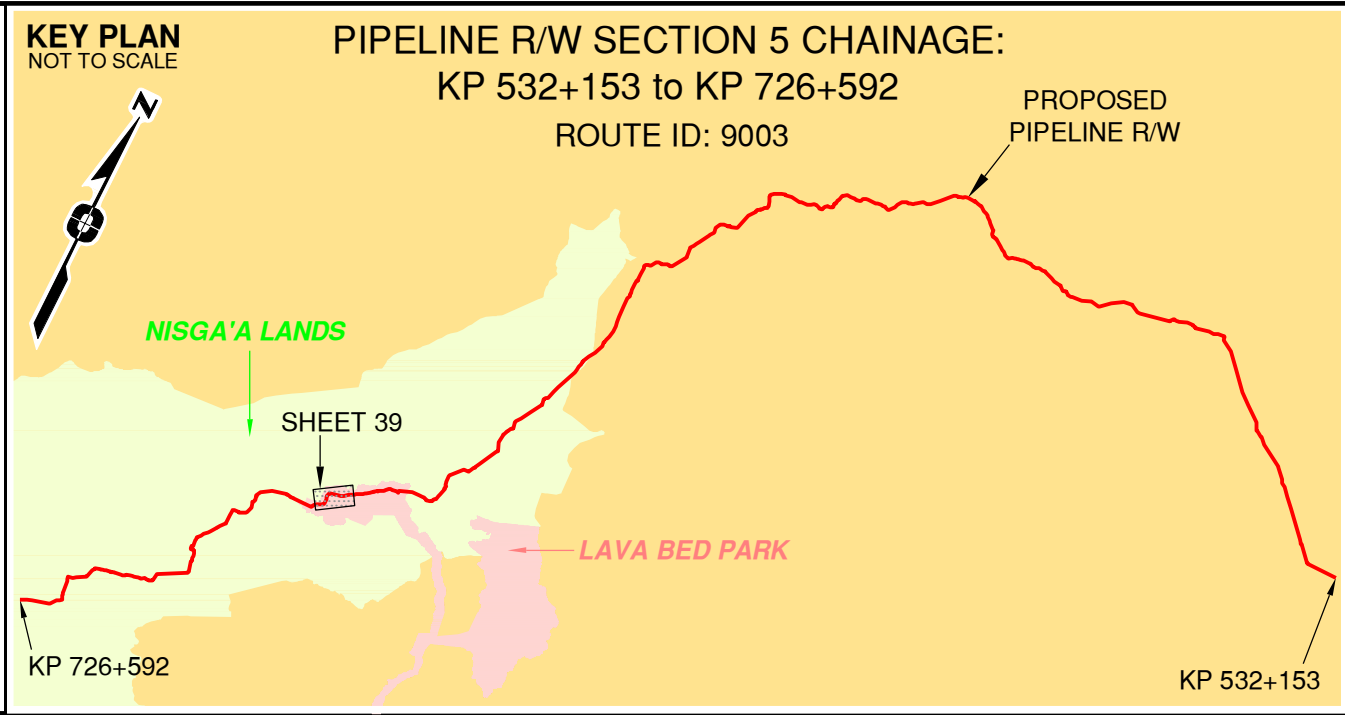 KEY PLAN
NOT TO SCALE
PIPELINE R/W SECTION 5 CHAINAGE:
KP 532+153 to KP 726+592
ROUTE ID: 9003
PROPOSED
PIPELINE R/W
N
NISGA'A LANDS
SHEET 39
LAVA BED PARK
KP 726+592
KP 532+153